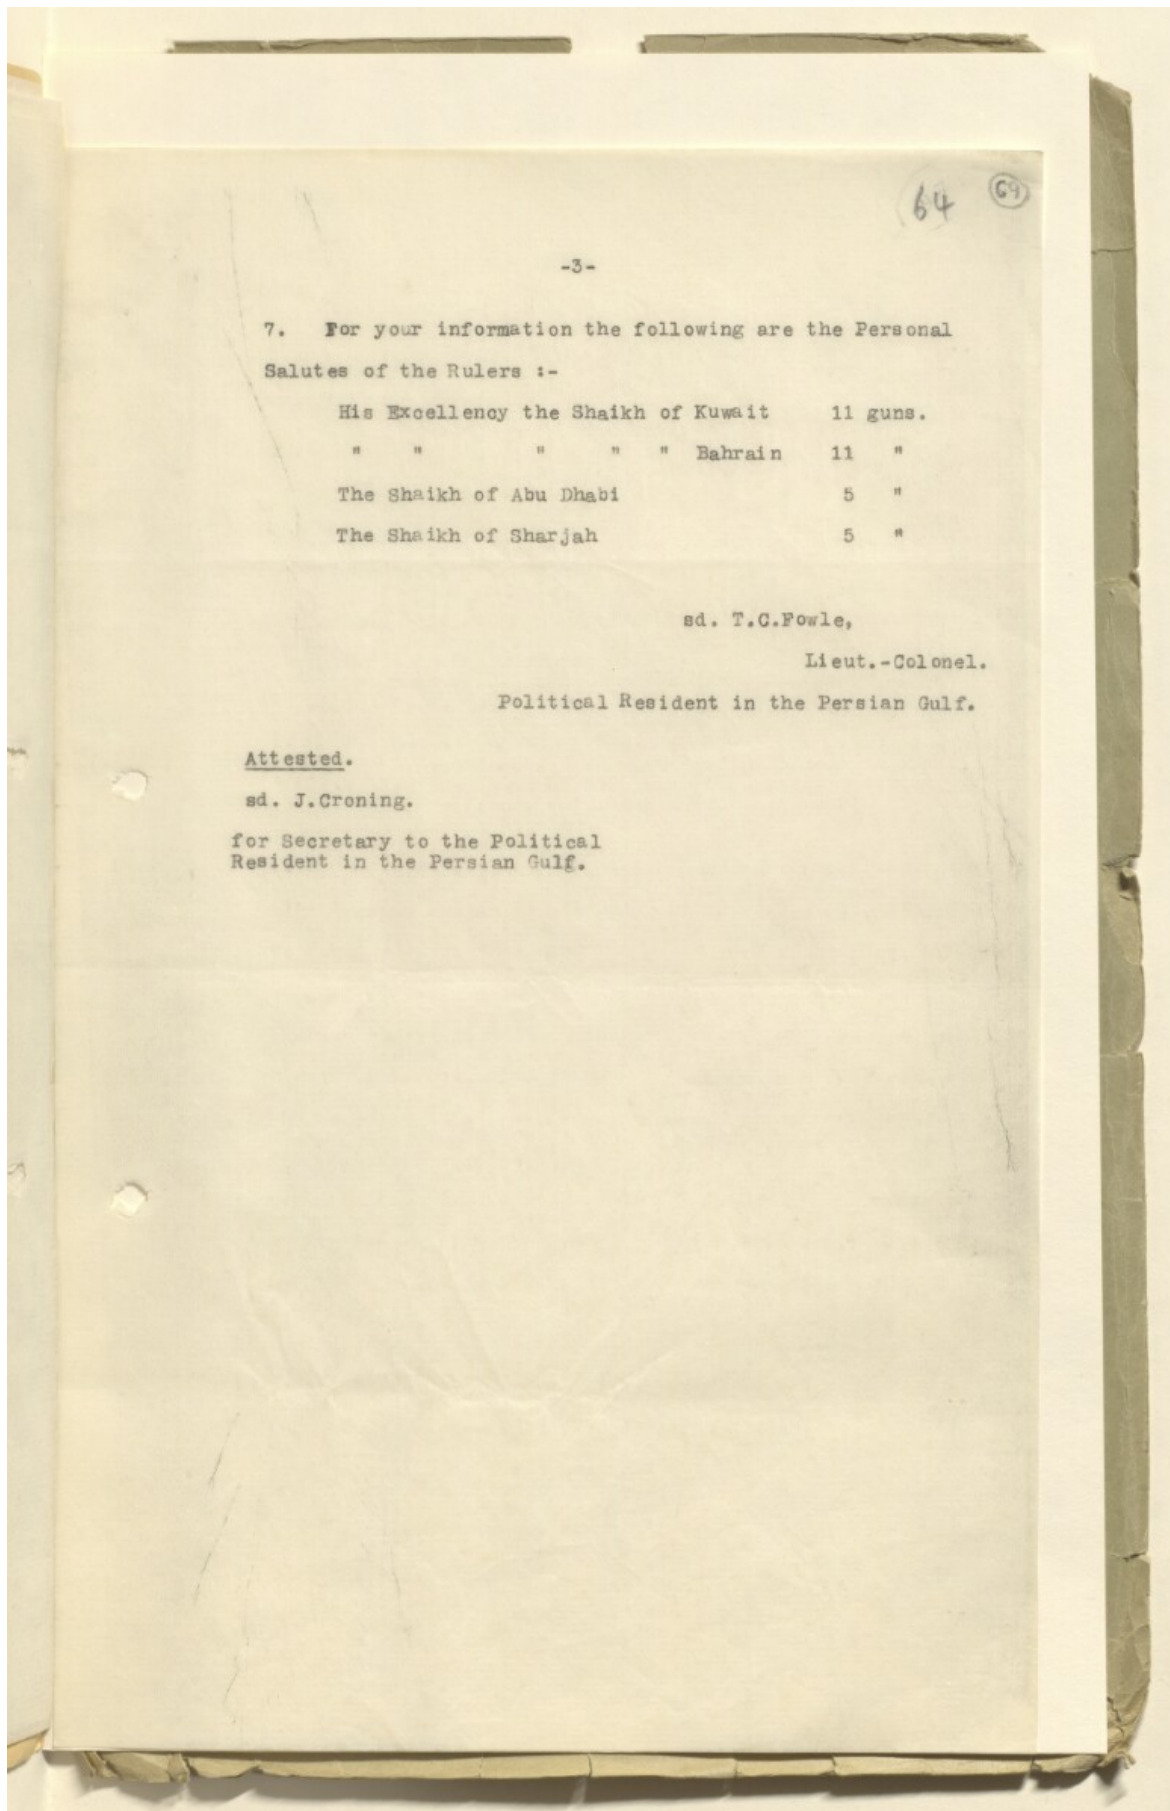 64 69
-3-
7. For your information the following are the Personal
Salutes of the Rulers :-
His Excellency the Shaikh of Kuwait 11 guns.
" " " " " Bahrain 11 "
The Shaikh of Abu Dhabi 5 "
The Shaikh of Sharjah 5 "
sd. T.C.Fowle,
Lieut.-Colonel.
Political Resident in the Persian Gulf.
Attested.
sd. J.Croning.
for Secretary to the Political
Resident in the Persian Gulf.